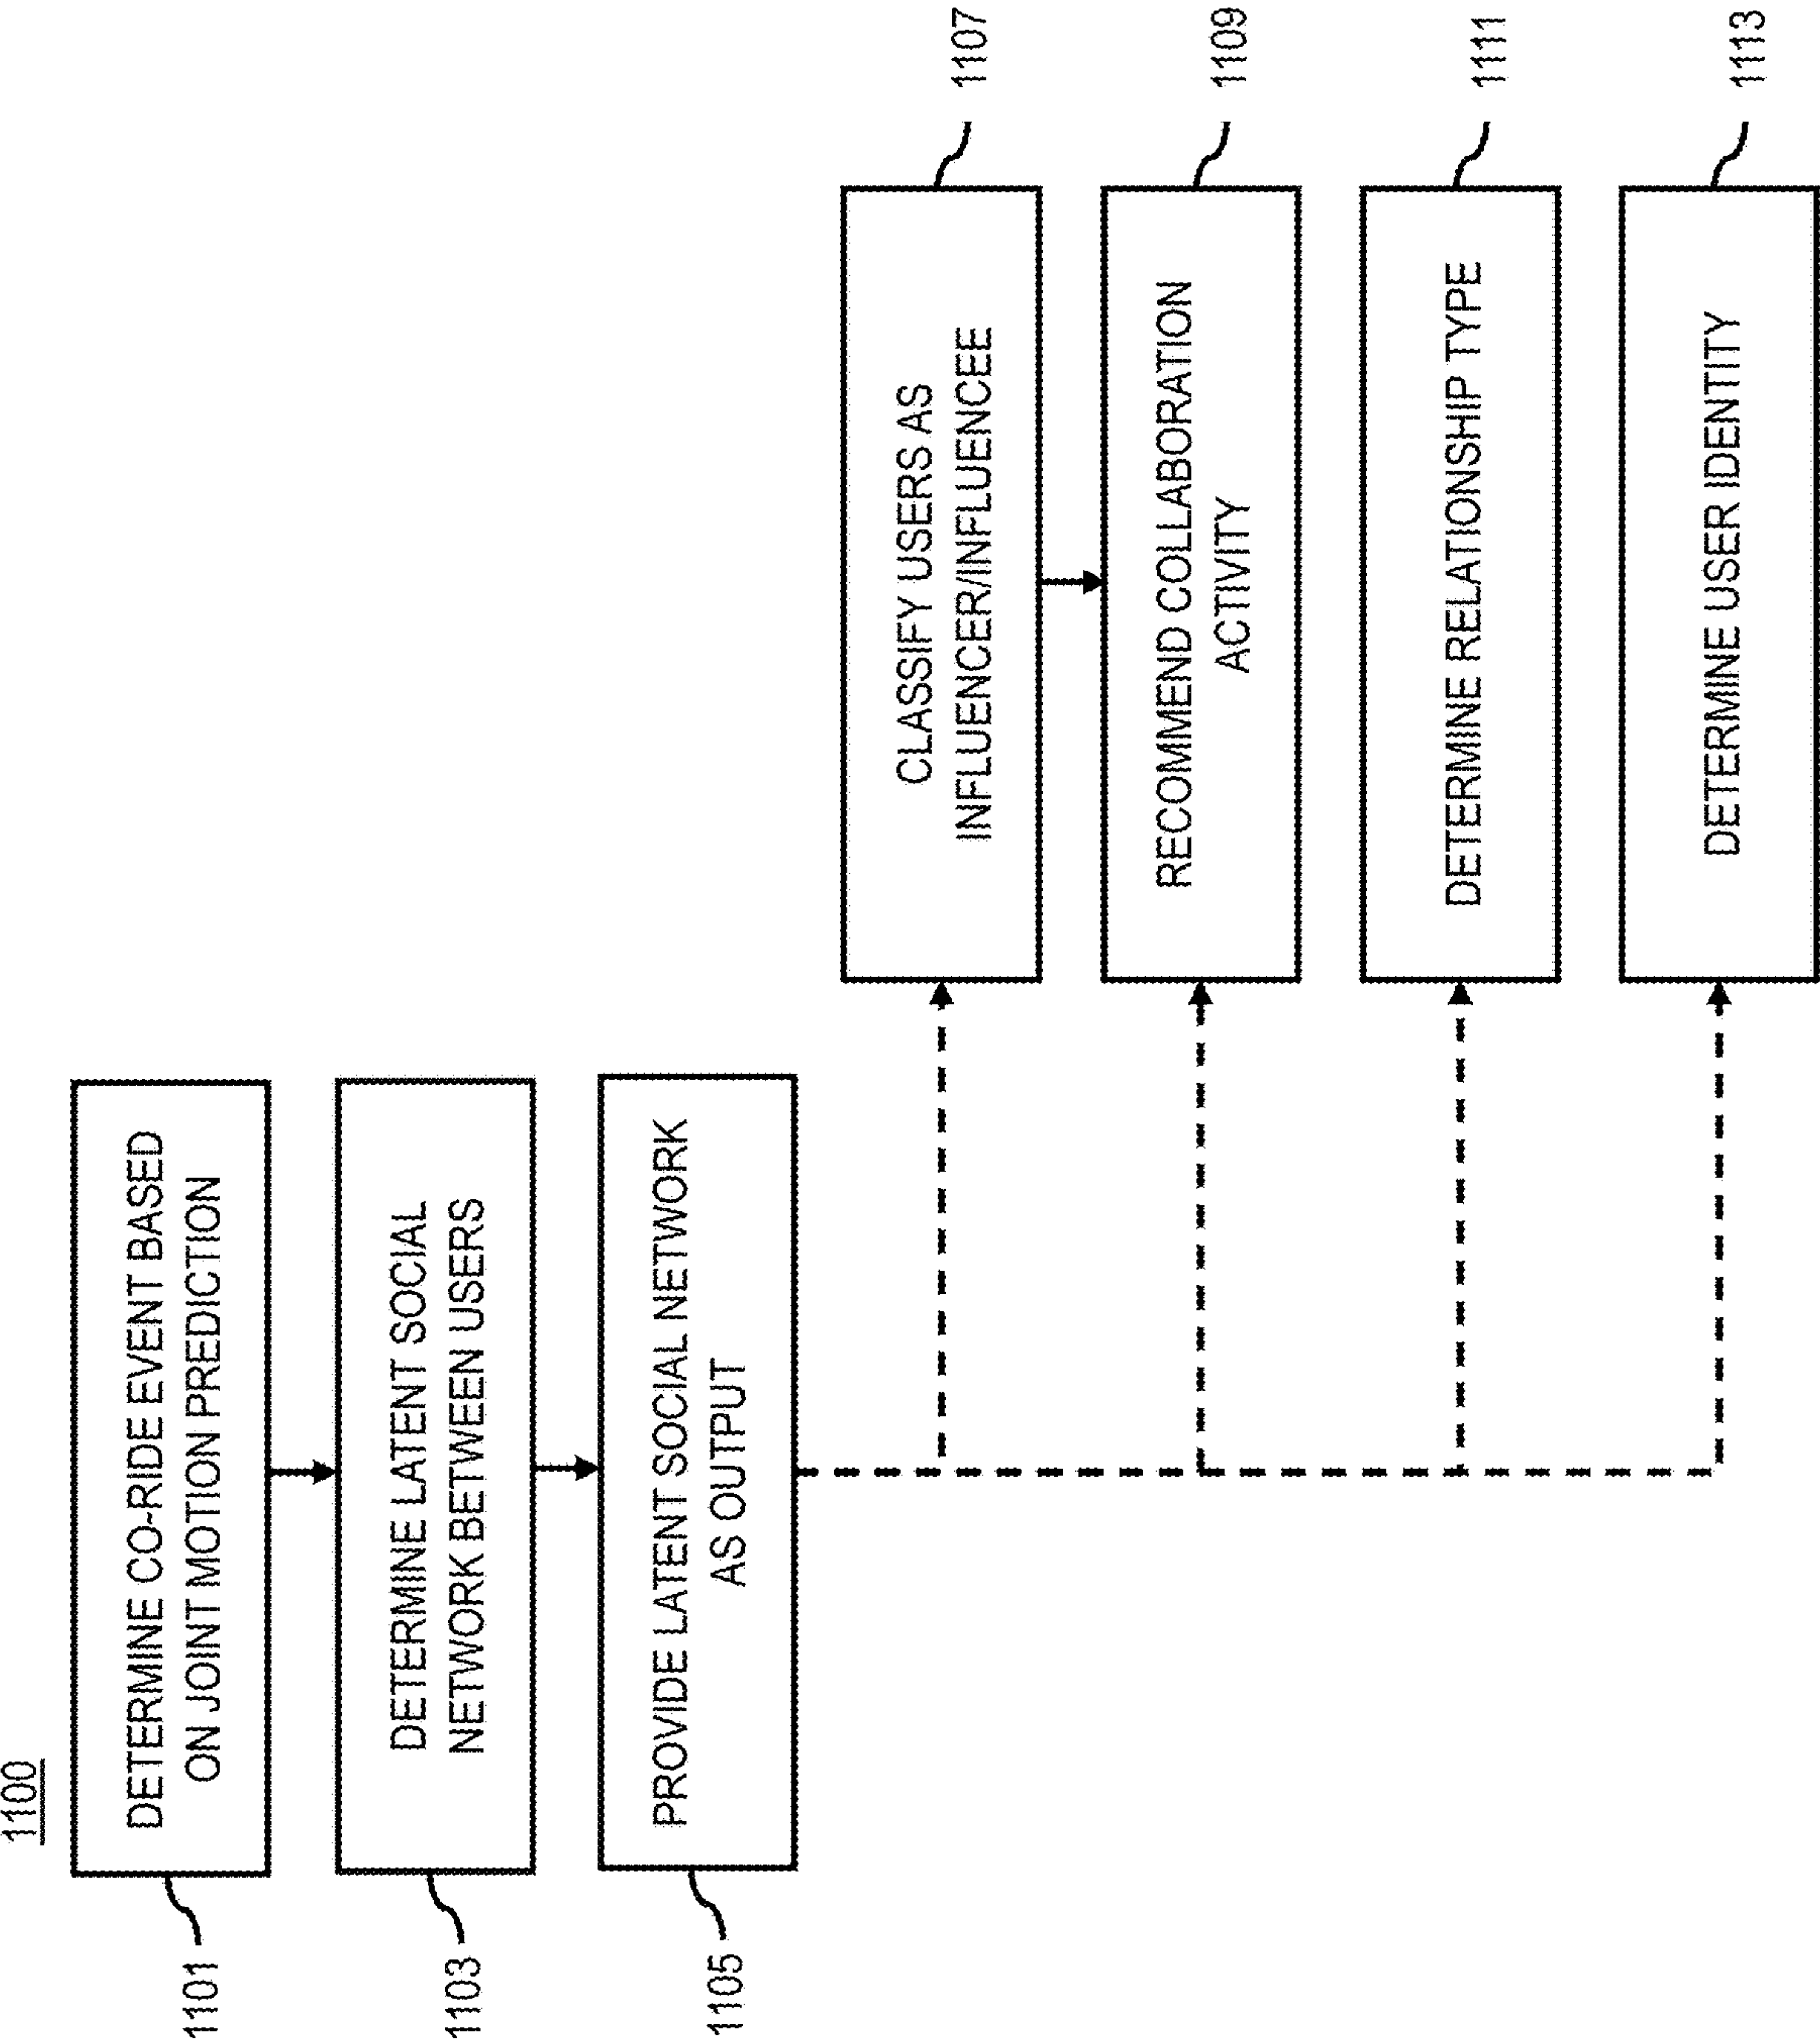 1100
1101
DETERMINE CO-RIDE EVENT BASED
ON JOINT MOTION PREDICTION
1103
DETERMINE LATENT SOCIAL
NETWORK BETWEEN USERS
1105
PROVIDE LATENT SOCIAL NETWORK
AS OUTPUT
CLASSIFY USERS AS
INFLUENCER/INFLUENCEE
1107
RECOMMEND COLLABORATION
ACTIVITY
1109
DETERMINE RELATIONSHIP TYPE
1111
DETERMINE USER IDENTITY
1113